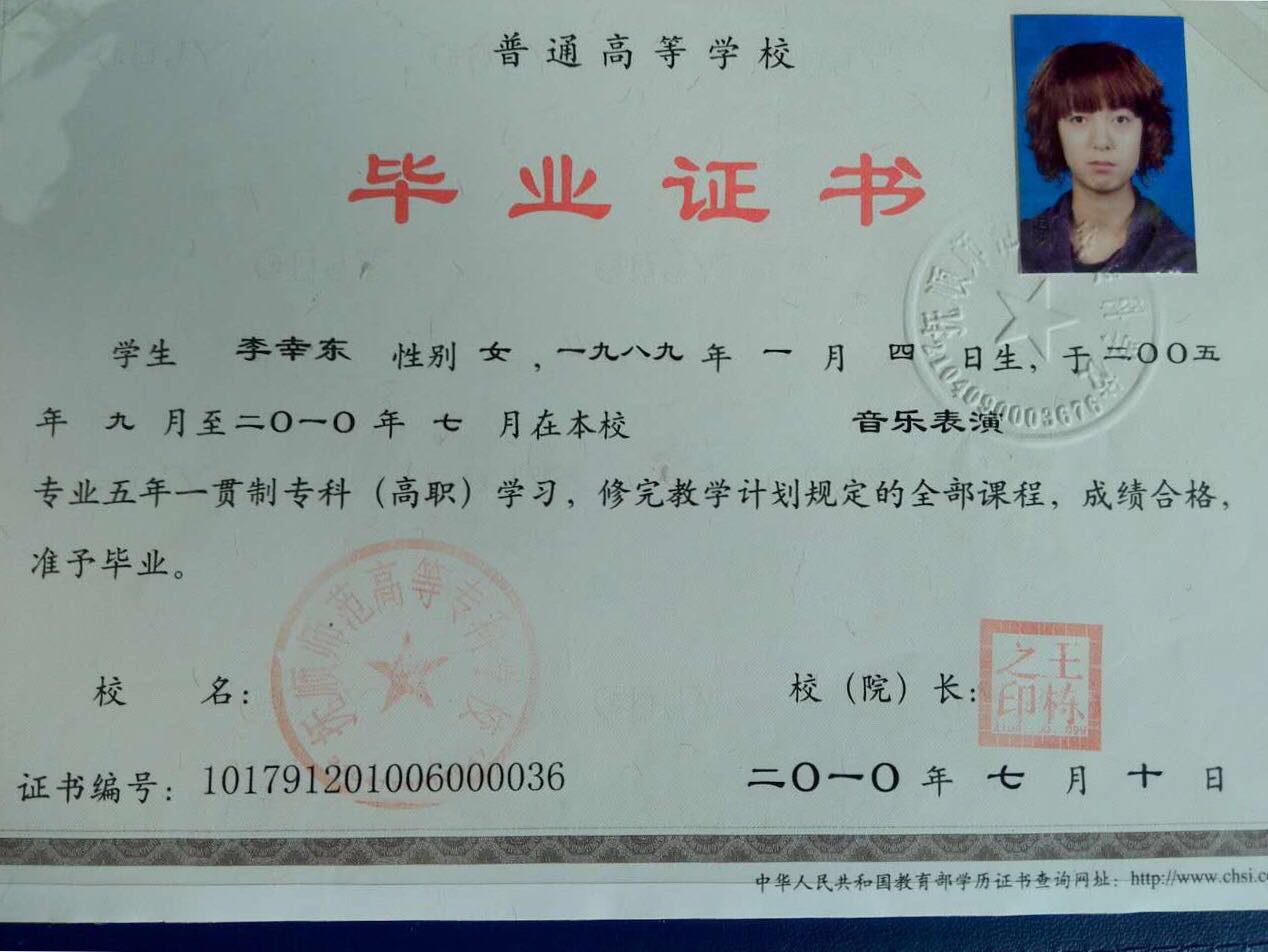 普通高等学校
毕业证书
学生 李幸东 性别 女，一九八九 年 一 月 四 日生，于二〇〇五
年 九 月至二〇一〇 年 七 月在本校 音乐表演
专业五年一贯制专科（高职）学习，修完教学计划规定的全部课程，成绩合格，
准予毕业。
抚顺师范高等专科学校
校 名：
校（院）长：
王栋之印
证书编号：101791201006000036
二〇一〇 年 七 月 十 日
中华人民共和国教育部学历证书查询网址：http://www.chsi.c